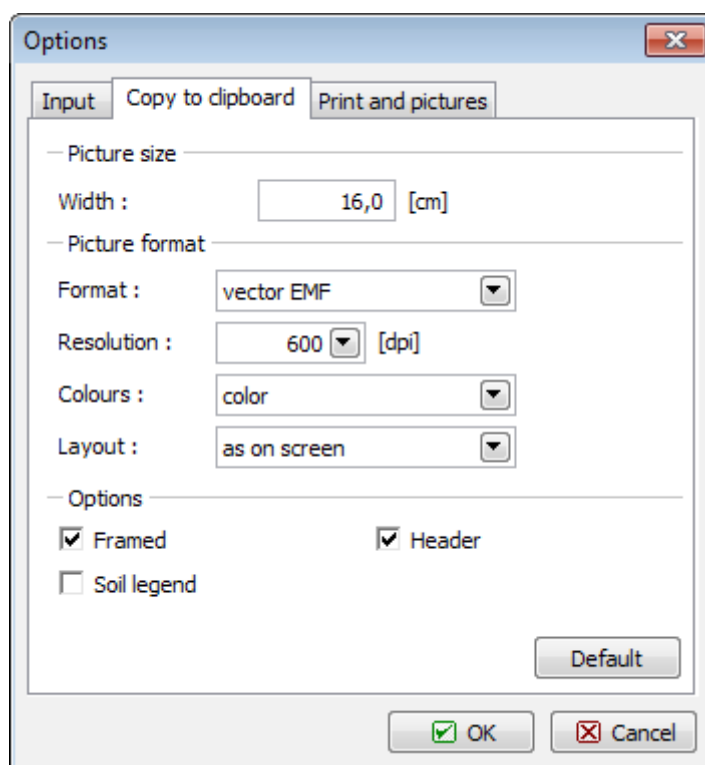 Options
Input Copy to clipboard Print and pictures
Picture size
Width : 16,0 [cm]
Picture format
Format : vector EMF
Resolution : 600 [dpi]
Colours : color
Layout : as on screen
Options
Framed Header
Soil legend
Default
OK Cancel